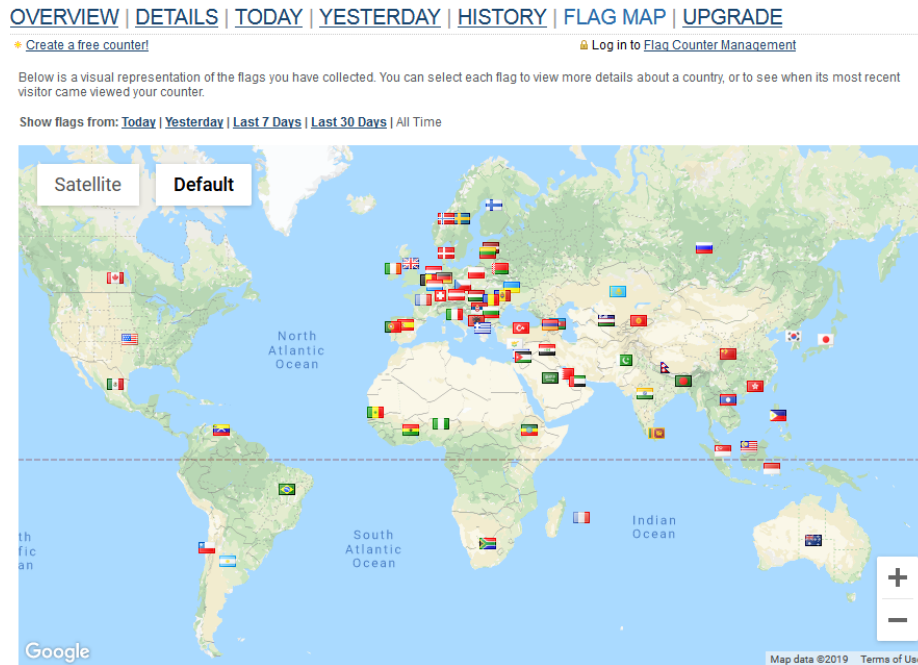 OVERVIEW | DETAILS | TODAY | YESTERDAY | HISTORY | FLAG MAP | UPGRADE
Create a free counter!
Log in to Flag Counter Management
Below is a visual representation of the flags you have collected. You can select each flag to view more details about a country, or to see when its most recent
visitor came viewed your counter.
Show flags from: Today | Yesterday | Last 7 Days | Last 30 Days | All Time
Satellite
Default
North
Atlantic
Ocean
South
Atlantic
Ocean
Indian
Ocean
th
fic
an
+
−
Google
Map data ©2019
Terms of Us